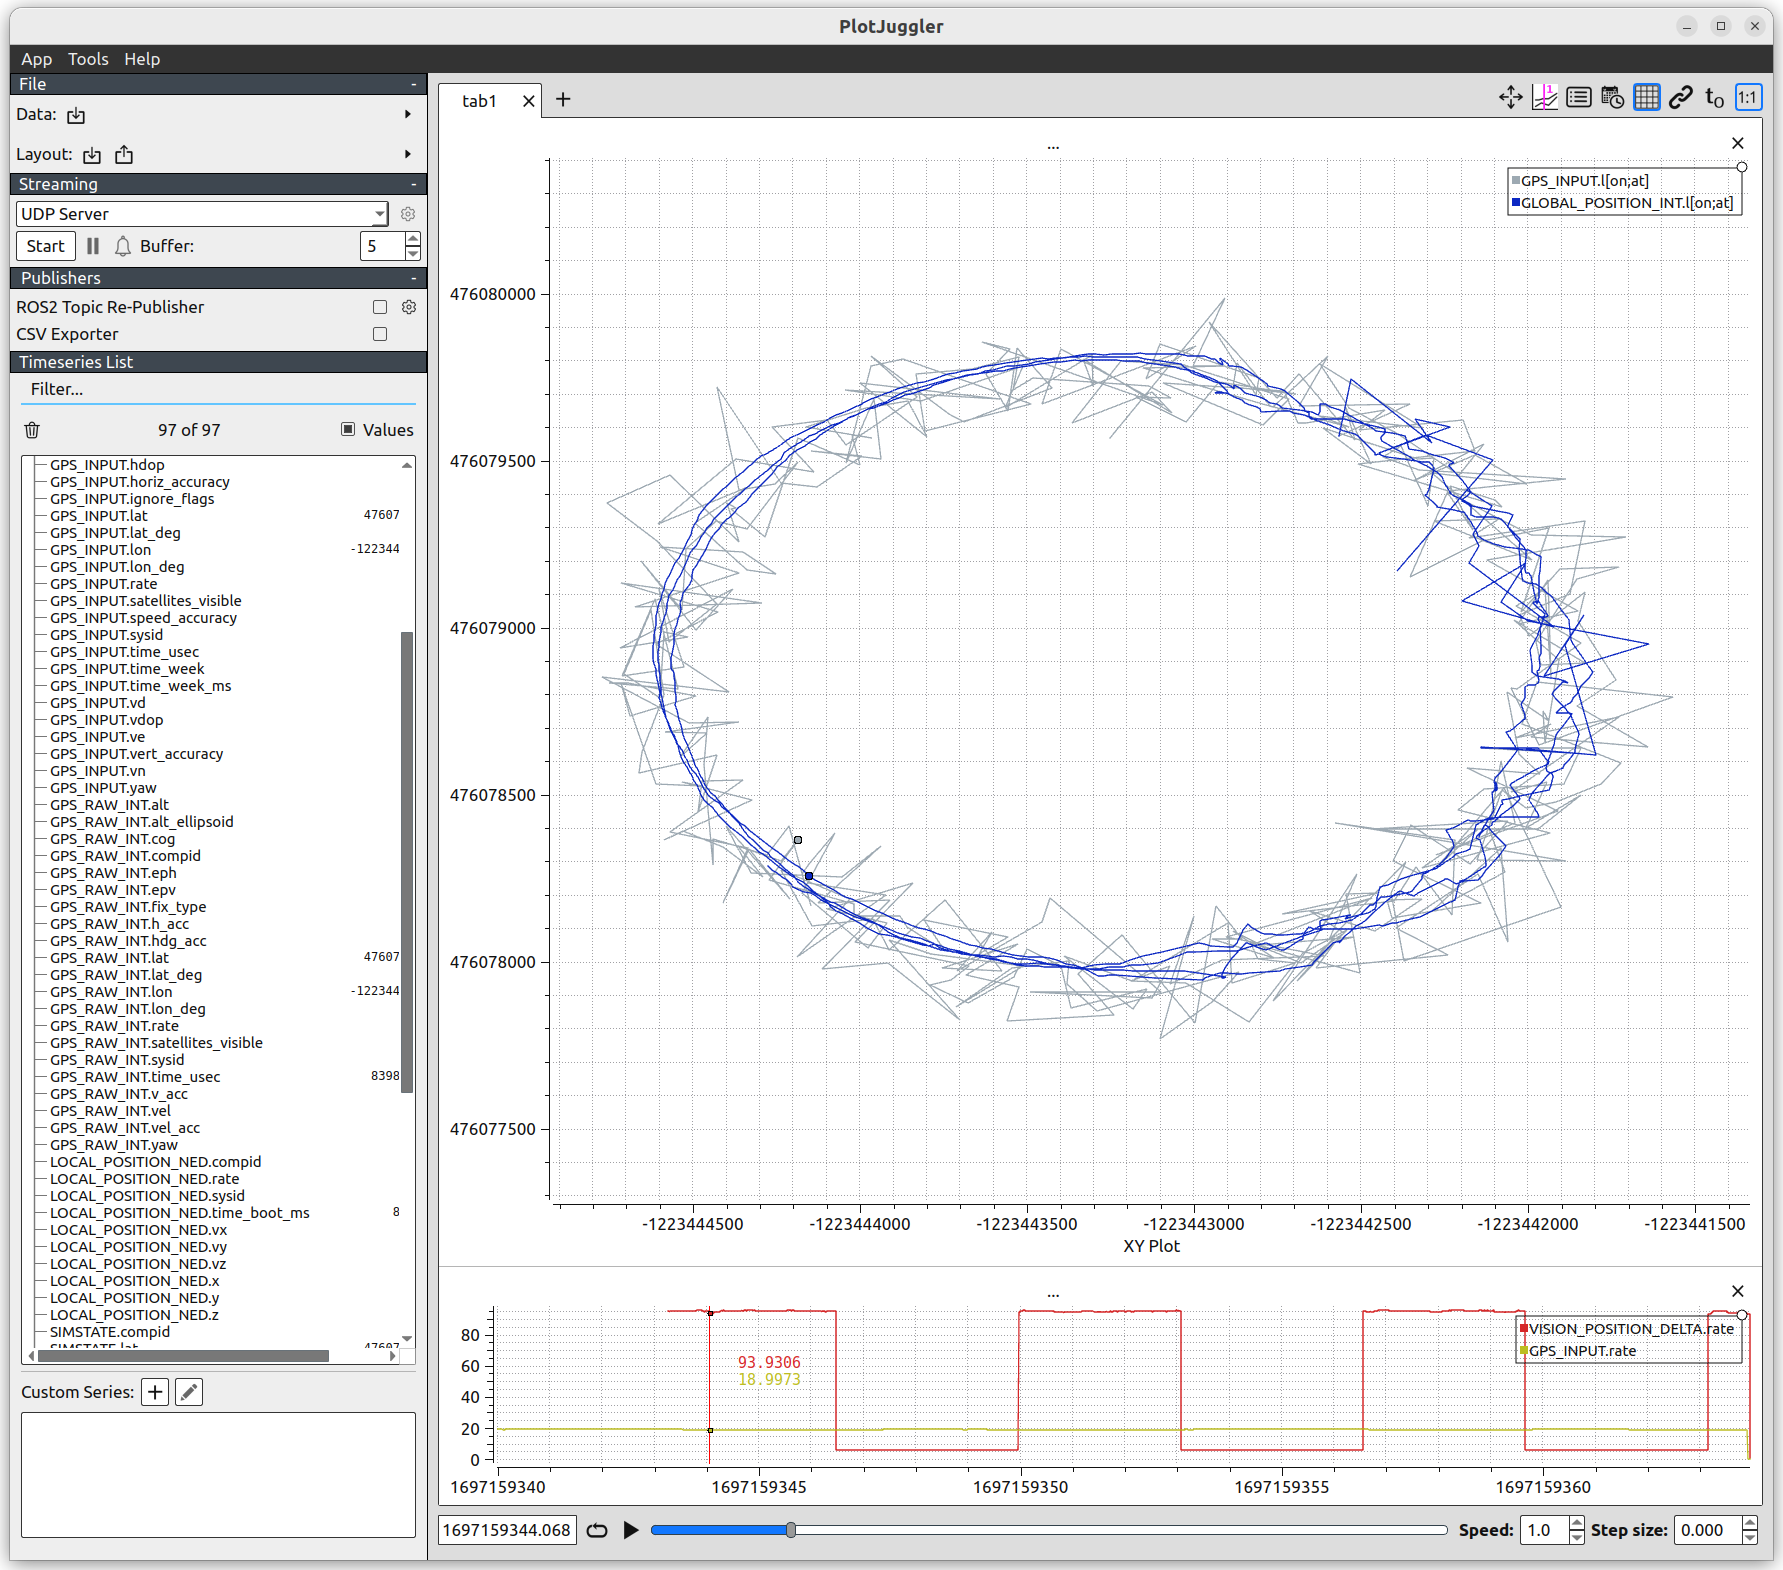 PlotJuggler
App Tools Help
File -
Data:
Layout:
Streaming -
UDP Server
Start Buffer: 5
Publishers -
ROS2 Topic Re-Publisher
CSV Exporter
Timeseries List
Filter...
97 of 97 Values
GPS_INPUT.hdop
GPS_INPUT.horiz_accuracy
GPS_INPUT.ignore_flags
GPS_INPUT.lat 47607
GPS_INPUT.lat_deg
GPS_INPUT.lon -122344
GPS_INPUT.lon_deg
GPS_INPUT.rate
GPS_INPUT.satellites_visible
GPS_INPUT.speed_accuracy
GPS_INPUT.sysid
GPS_INPUT.time_usec
GPS_INPUT.time_week
GPS_INPUT.time_week_ms
GPS_INPUT.vd
GPS_INPUT.vdop
GPS_INPUT.ve
GPS_INPUT.vert_accuracy
GPS_INPUT.vn
GPS_INPUT.yaw
GPS_RAW_INT.alt
GPS_RAW_INT.alt_ellipsoid
GPS_RAW_INT.cog
GPS_RAW_INT.compid
GPS_RAW_INT.eph
GPS_RAW_INT.epv
GPS_RAW_INT.fix_type
GPS_RAW_INT.h_acc
GPS_RAW_INT.hdg_acc
GPS_RAW_INT.lat 47607
GPS_RAW_INT.lat_deg
GPS_RAW_INT.lon -122344
GPS_RAW_INT.lon_deg
GPS_RAW_INT.rate
GPS_RAW_INT.satellites_visible
GPS_RAW_INT.sysid
GPS_RAW_INT.time_usec 8398
GPS_RAW_INT.v_acc
GPS_RAW_INT.vel
GPS_RAW_INT.vel_acc
GPS_RAW_INT.yaw
LOCAL_POSITION_NED.compid
LOCAL_POSITION_NED.rate
LOCAL_POSITION_NED.sysid
LOCAL_POSITION_NED.time_boot_ms 8
LOCAL_POSITION_NED.vx
LOCAL_POSITION_NED.vy
LOCAL_POSITION_NED.vz
LOCAL_POSITION_NED.x
LOCAL_POSITION_NED.y
LOCAL_POSITION_NED.z
SIMSTATE.compid
SIMSTATE.lat 47607
Custom Series:
tab1
t0 1:1
...
GPS_INPUT.l[on;at]
GLOBAL_POSITION_INT.l[on;at]
476080000
476079500
476079000
476078500
476078000
476077500
-1223444500 -1223444000 -1223443500 -1223443000 -1223442500 -1223442000 -1223441500
XY Plot
...
VISION_POSITION_DELTA.rate
GPS_INPUT.rate
93.9306
18.9973
80
60
40
20
0
1697159340 1697159345 1697159350 1697159355 1697159360
1697159344.068 Speed: 1.0 Step size: 0.000